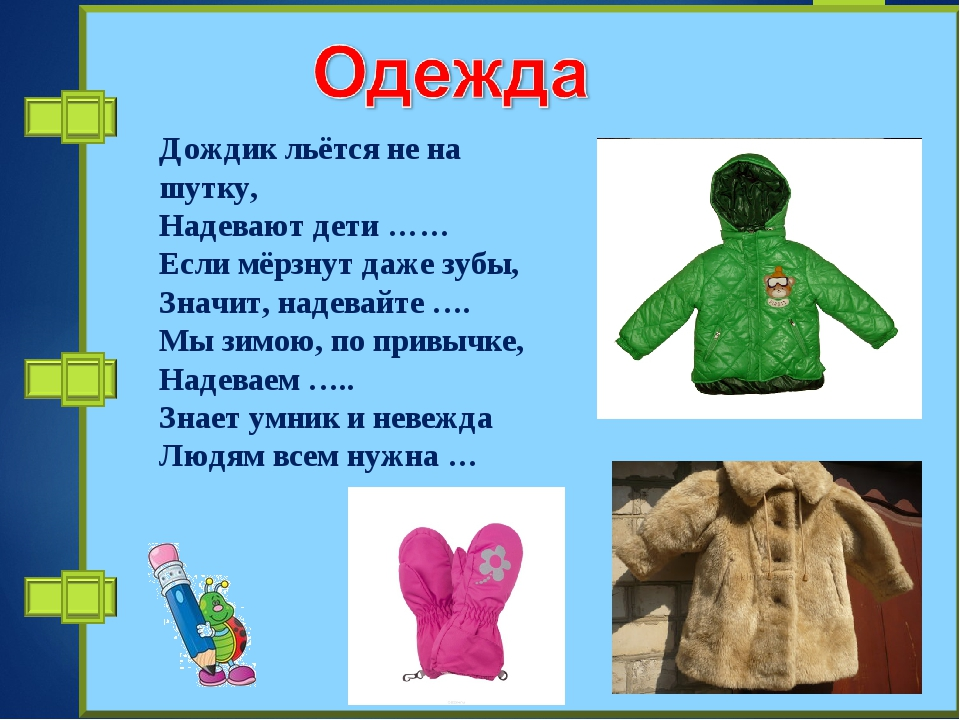 Одежда
Дождик льётся не на
шутку,
Надевают дети ……
Если мёрзнут даже зубы,
Значит, надевайте ….
Мы зимою, по привычке,
Надеваем …..
Знает умник и невежда
Людям всем нужна …